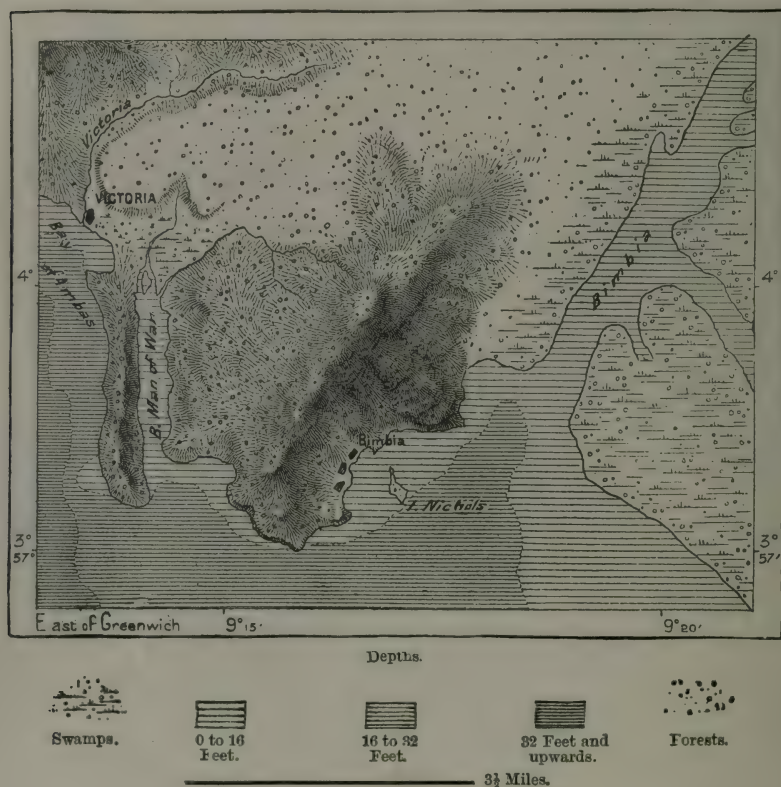 Victoria
VICTORIA
Bay
of Ambas
4°
4°
B. Man of War
Bimbia
Bimbia
I. Nichols
3°
57'
3°
57'
East of Greenwich
9° 15'
9° 20'
Depths.
Swamps.
0 to 16
Feet.
16 to 32
Feet.
32 Feet and
upwards.
Forests.
3½ Miles.